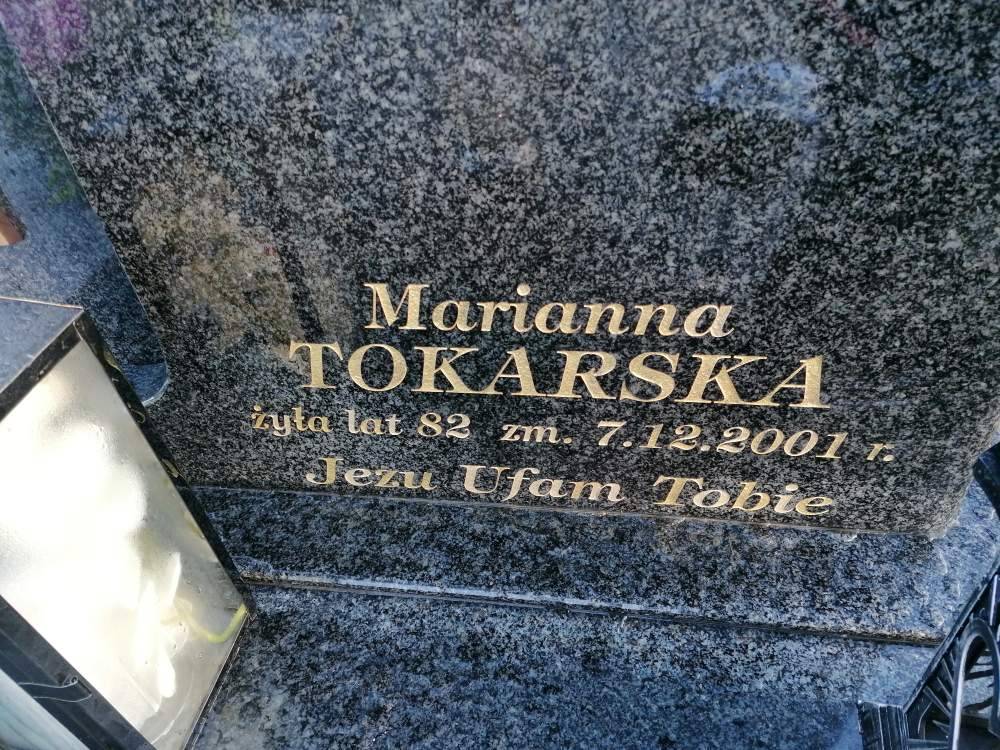 Marianna
TOKARSKA
żyła lat 82 zm. 7.12.2001 r.
Jezu Ufam Tobie